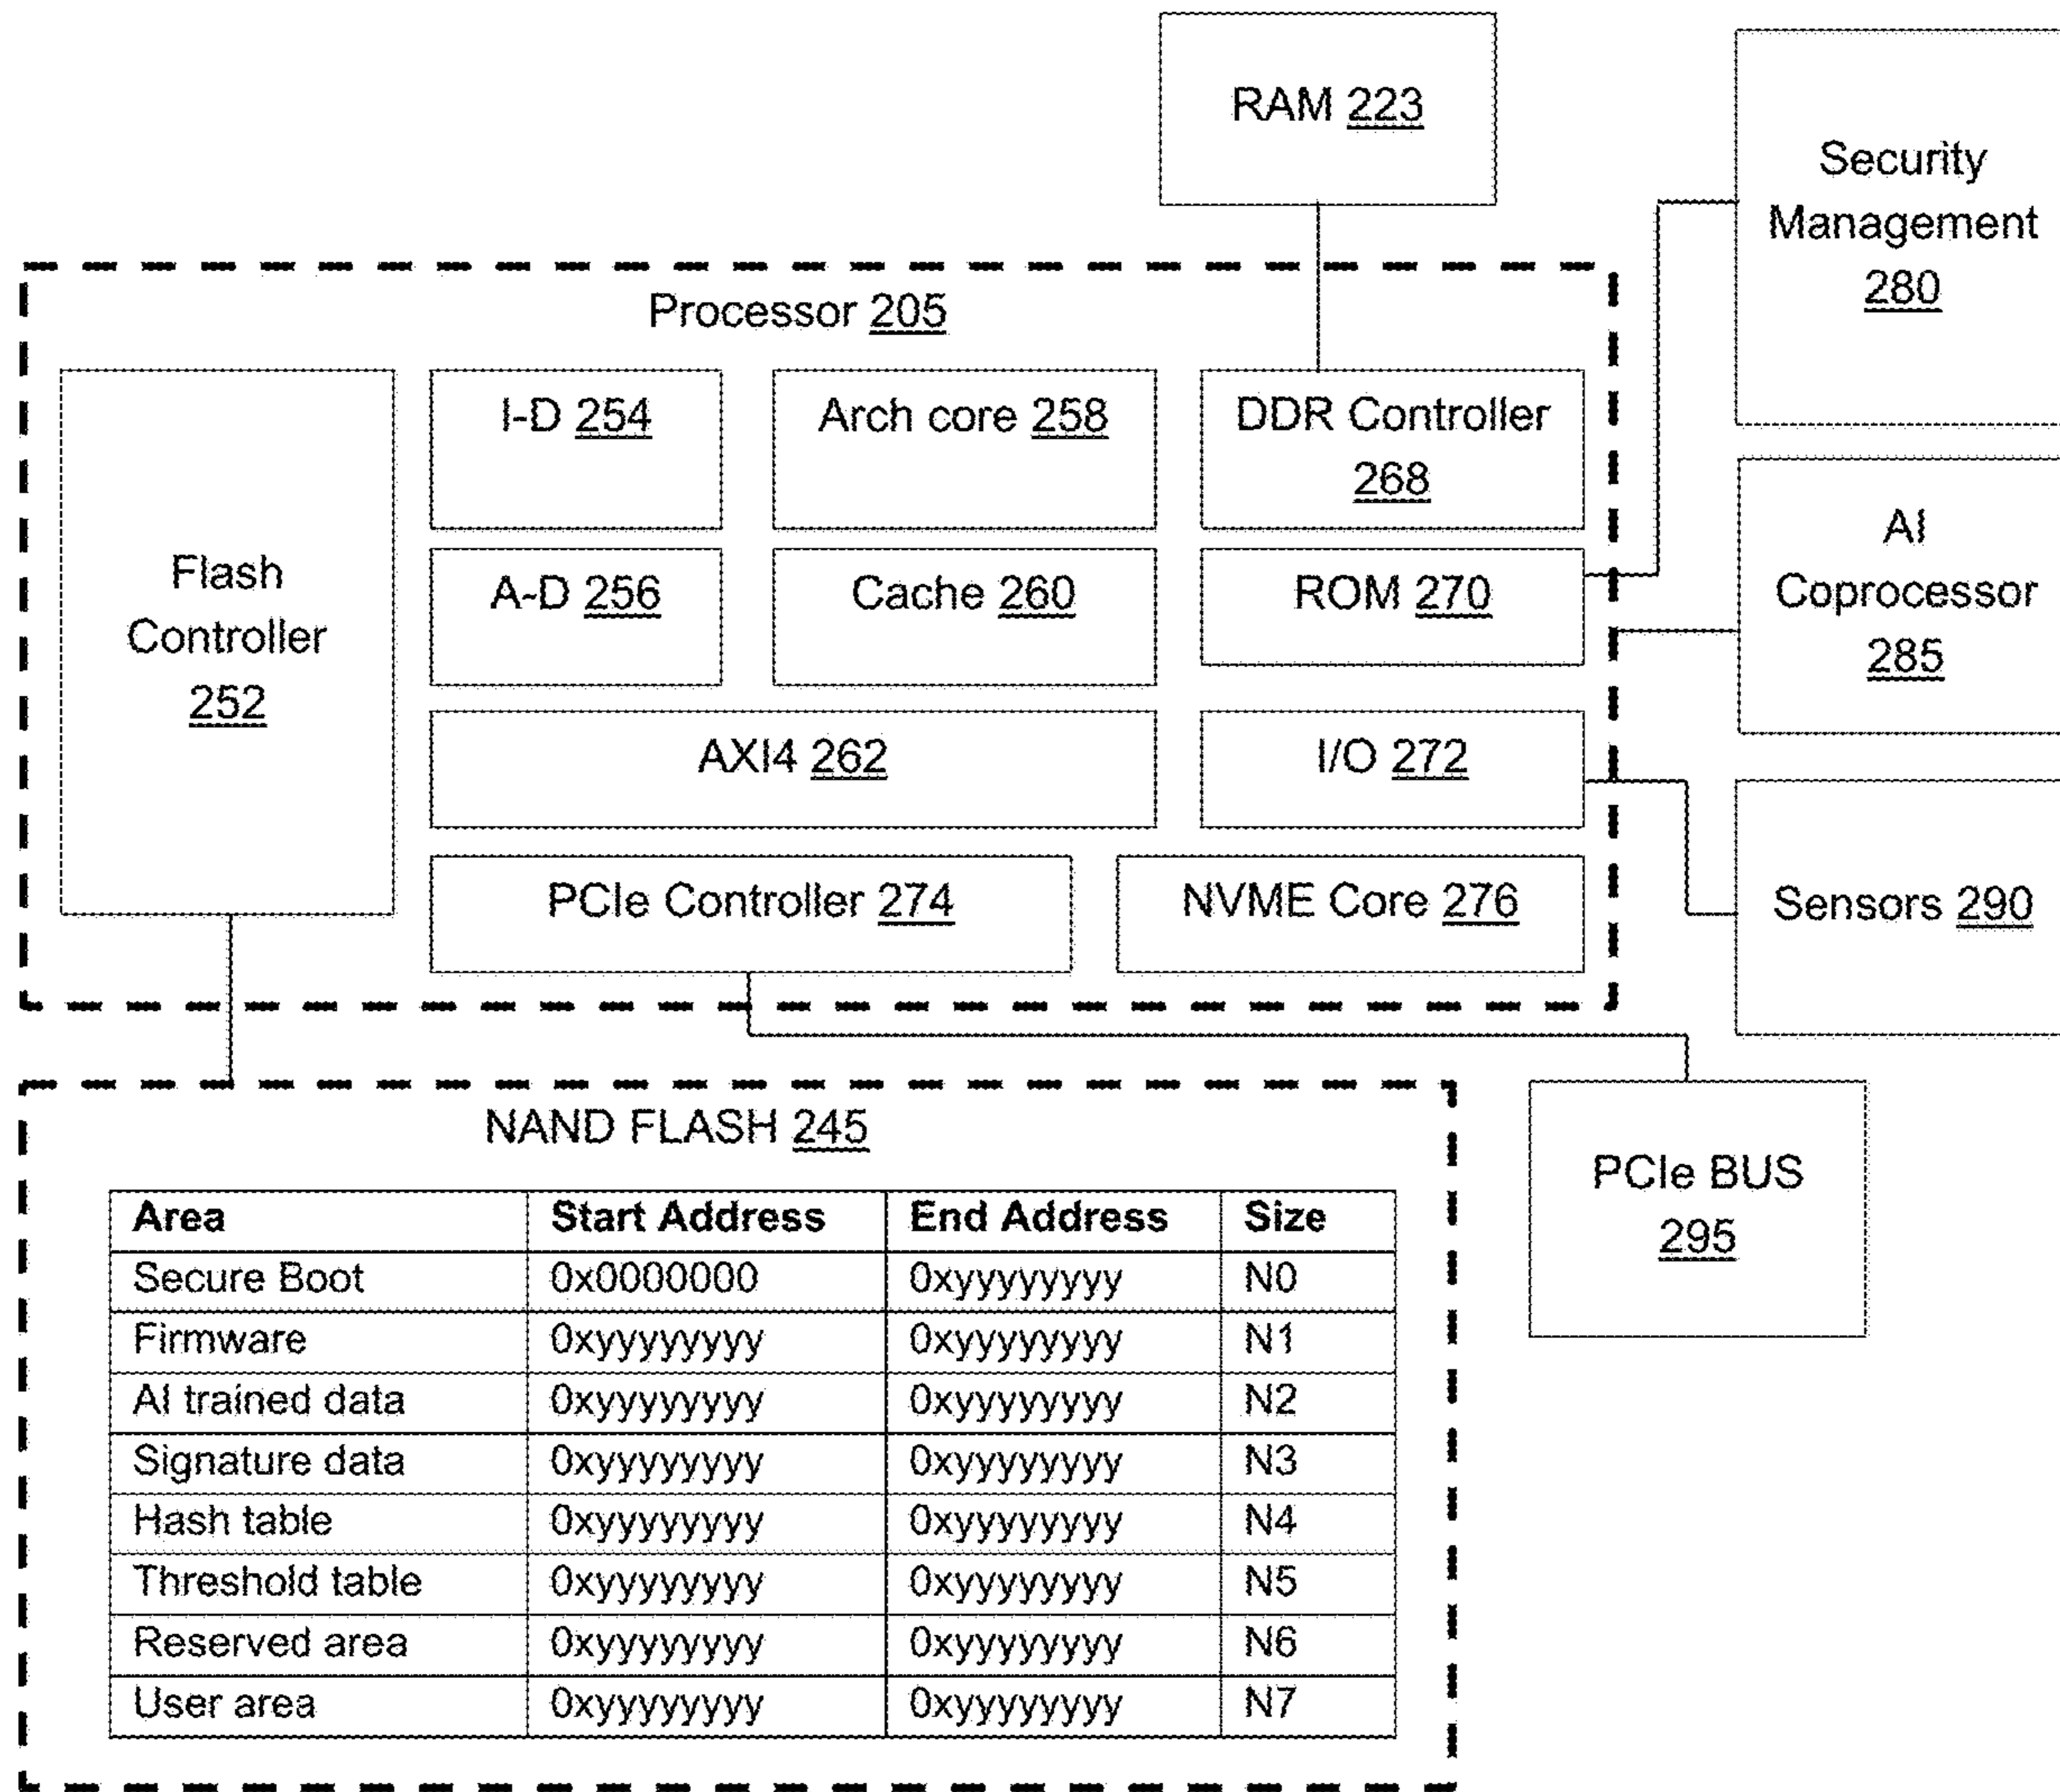 RAM 223
Security
Management
280
Processor 205
I-D 254
Arch core 258
DDR Controller
268
Flash
Controller
252
A-D 256
Cache 260
ROM 270
AI
Coprocessor
285
AXI4 262
I/O 272
PCIe Controller 274
NVME Core 276
Sensors 290
NAND FLASH 245
PCIe BUS
295
Area Start Address End Address Size
Secure Boot 0x0000000 0xyyyyyyyy N0
Firmware 0xyyyyyyyy 0xyyyyyyyy N1
AI trained data 0xyyyyyyyy 0xyyyyyyyy N2
Signature data 0xyyyyyyyy 0xyyyyyyyy N3
Hash table 0xyyyyyyyy 0xyyyyyyyy N4
Threshold table 0xyyyyyyyy 0xyyyyyyyy N5
Reserved area 0xyyyyyyyy 0xyyyyyyyy N6
User area 0xyyyyyyyy 0xyyyyyyyy N7